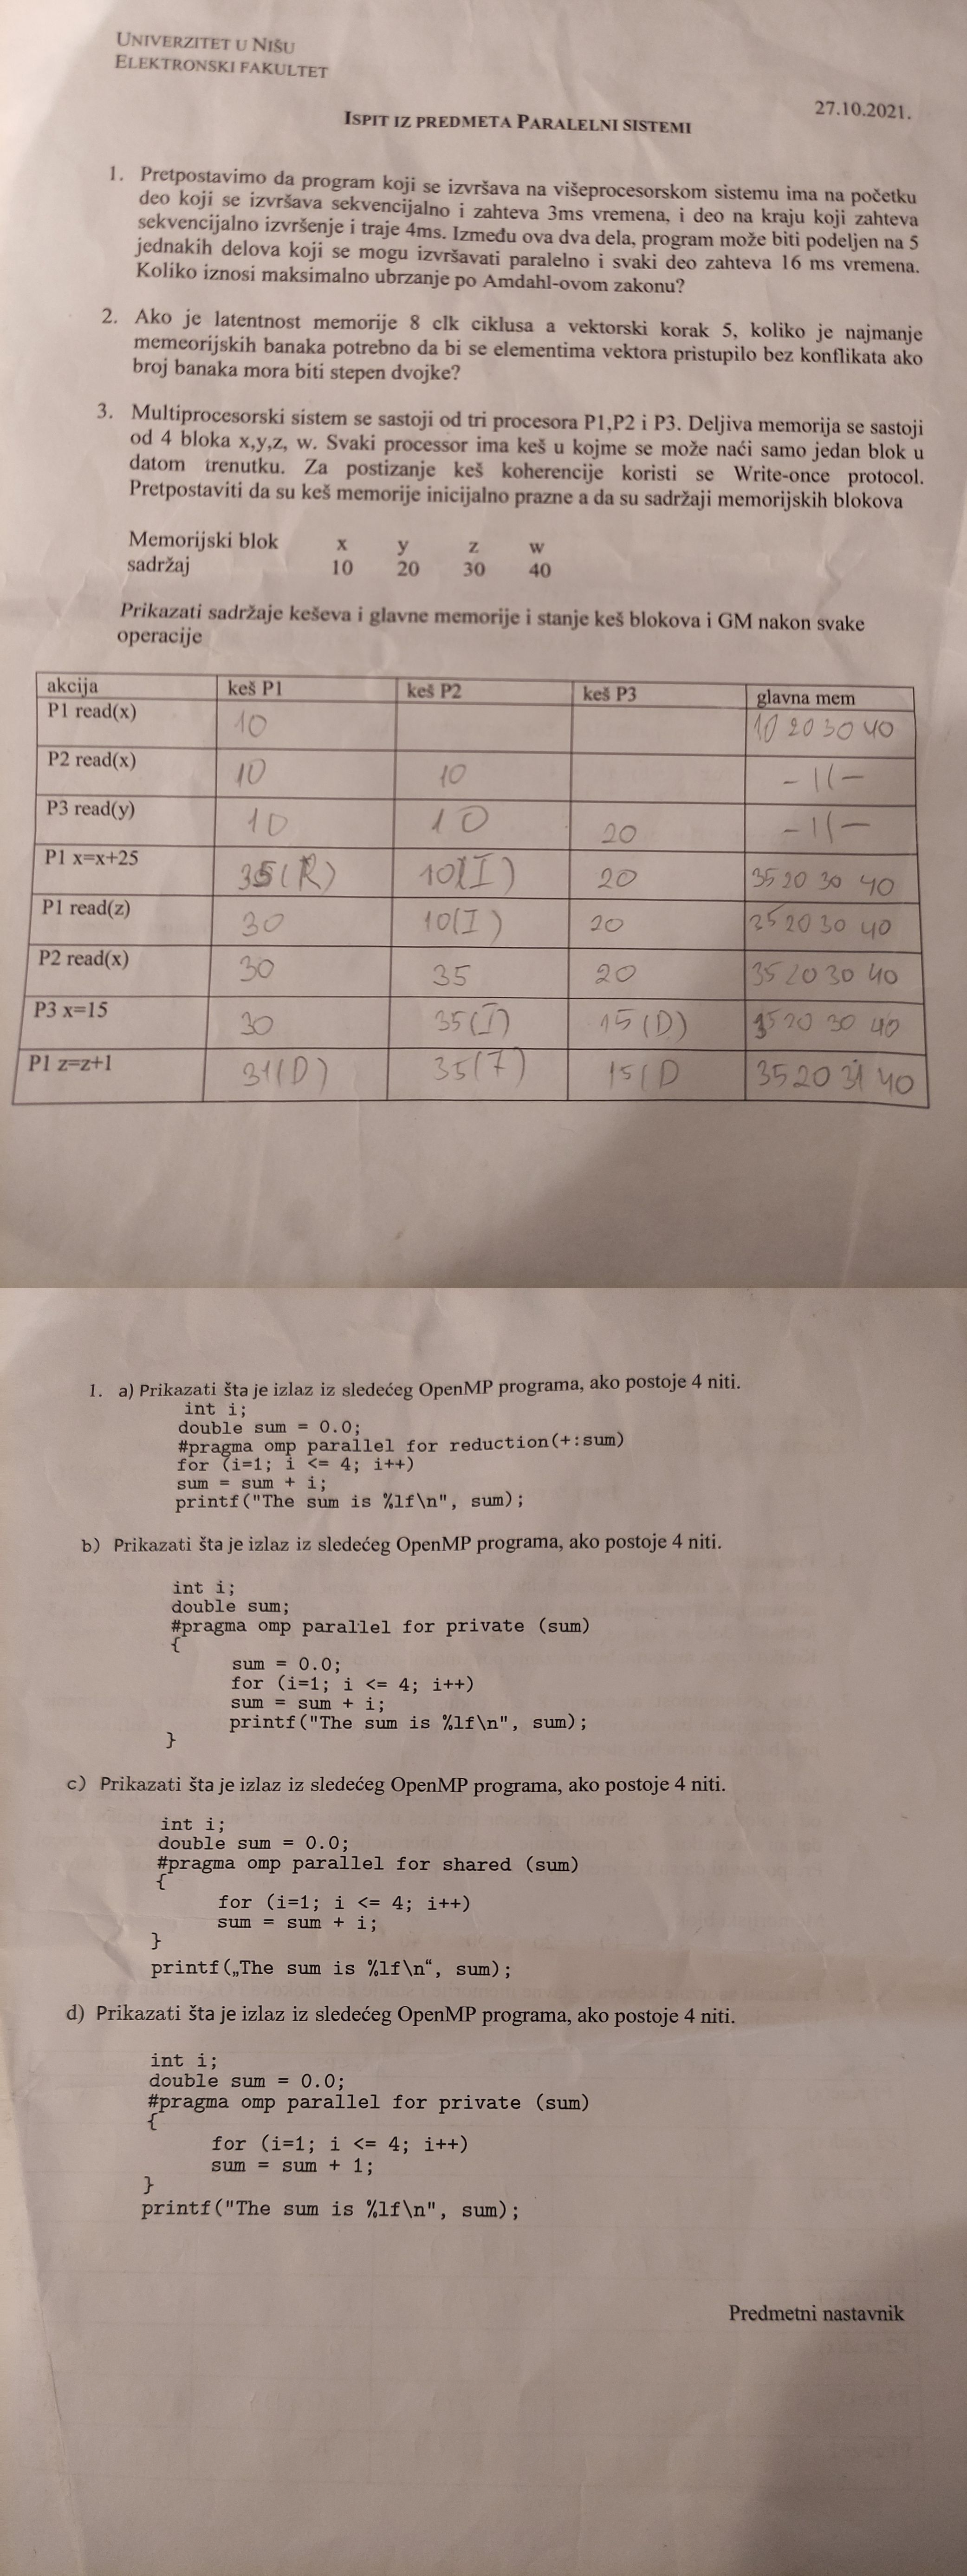 UNIVERZITET U NIŠU
ELEKTRONSKI FAKULTET
27.10.2021.
ISPIT IZ PREDMETA PARALELNI SISTEMI
1. Pretpostavimo da program koji se izvršava na višeprocesorskom sistemu ima na početku
deo koji se izvršava sekvencijalno i zahteva 3ms vremena, i deo na kraju koji zahteva
sekvencijalno izvršenje i traje 4ms. Između ova dva dela, program može biti podeljen na 5
jednakih delova koji se mogu izvršavati paralelno i svaki deo zahteva 16 ms vremena.
Koliko iznosi maksimalno ubrzanje po Amdahl-ovom zakonu?
2. Ako je latentnost memorije 8 clk ciklusa a vektorski korak 5, koliko je najmanje
memeorijskih banaka potrebno da bi se elementima vektora pristupilo bez konflikata ako
broj banaka mora biti stepen dvojke?
3. Multiprocesorski sistem se sastoji od tri procesora P1,P2 i P3. Deljiva memorija se sastoji
od 4 bloka x,y,z, w. Svaki processor ima keš u kojme se može naći samo jedan blok u
datom trenutku. Za postizanje keš koherencije koristi se Write-once protocol.
Pretpostaviti da su keš memorije inicijalno prazne a da su sadržaji memorijskih blokova
Memorijski blok x y z w
sadržaj 10 20 30 40
Prikazati sadržaje keševa i glavne memorije i stanje keš blokova i GM nakon svake
operacije
akcija keš P1 keš P2 keš P3 glavna mem
P1 read(x) 10 10 20 30 40
P2 read(x) 10 10 -11-
P3 read(y) 10 10 20 -11-
P1 x=x+25 35(R) 10(I) 20 35 20 30 40
P1 read(z) 30 10(I) 20 35 20 30 40
P2 read(x) 30 35 20 35 20 30 40
P3 x=15 30 35(I) 15(D) 20 30 40
P1 z=z+1 31(D) 35(7) 15(D 35 20 31 40
1. a) Prikazati šta je izlaz iz sledećeg OpenMP programa, ako postoje 4 niti.
int i;
double sum = 0.0;
#pragma omp parallel for reduction(+:sum)
for (i=1; i <= 4; i++)
sum = sum + i;
printf("The sum is %lf\n", sum);
b) Prikazati šta je izlaz iz sledećeg OpenMP programa, ako postoje 4 niti.
int i;
double sum;
#pragma omp parallel for private (sum)
{
sum = 0.0;
for (i=1; i <= 4; i++)
sum = sum + i;
printf("The sum is %lf\n", sum);
}
c) Prikazati šta je izlaz iz sledećeg OpenMP programa, ako postoje 4 niti.
int i;
double sum = 0.0;
#pragma omp parallel for shared (sum)
{
for (i=1; i <= 4; i++)
sum = sum + i;
}
printf(„The sum is %lf\n“, sum);
d) Prikazati šta je izlaz iz sledećeg OpenMP programa, ako postoje 4 niti.
int i;
double sum = 0.0;
#pragma omp parallel for private (sum)
{
for (i=1; i <= 4; i++)
sum = sum + 1;
}
printf("The sum is %lf\n", sum);
Predmetni nastavnik